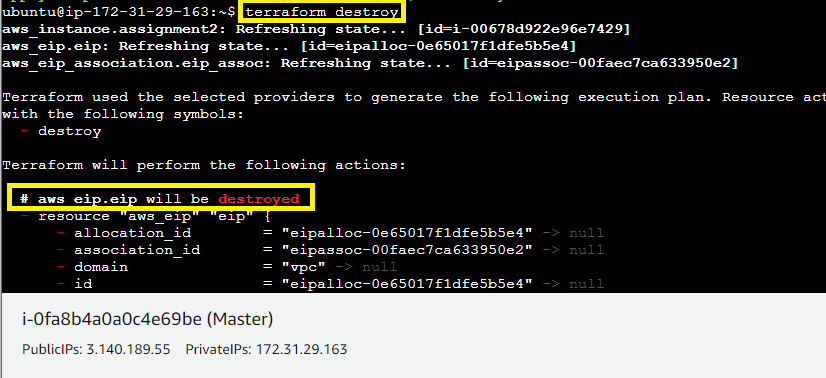 ubuntu@ip-172-31-29-163:~$ terraform destroy
aws_instance.assignment2: Refreshing state... [id=i-00678d922e96e7429]
aws_eip.eip: Refreshing state... [id=eipalloc-0e65017f1dfe5b5e4]
aws_eip_association.eip_assoc: Refreshing state... [id=eipassoc-00faec7ca633950e2]
Terraform used the selected providers to generate the following execution plan. Resource act
with the following symbols:
- destroy
Terraform will perform the following actions:
# aws_eip.eip will be destroyed
- resource "aws_eip" "eip" {
- allocation_id = "eipalloc-0e65017f1dfe5b5e4" -> null
- association_id = "eipassoc-00faec7ca633950e2" -> null
- domain = "vpc" -> null
- id = "eipalloc-0e65017f1dfe5b5e4" -> null
i-0fa8b4a0a0c4e69be (Master)
PublicIPs: 3.140.189.55 PrivateIPs: 172.31.29.163